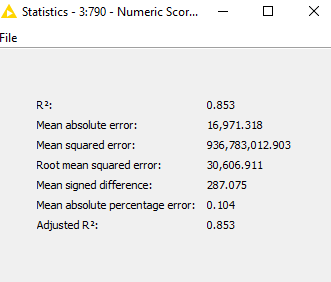 Statistics - 3:790 - Numeric Scor...
File
R²: 0.853
Mean absolute error: 16,971.318
Mean squared error: 936,783,012.903
Root mean squared error: 30,606.911
Mean signed difference: 287.075
Mean absolute percentage error: 0.104
Adjusted R²: 0.853